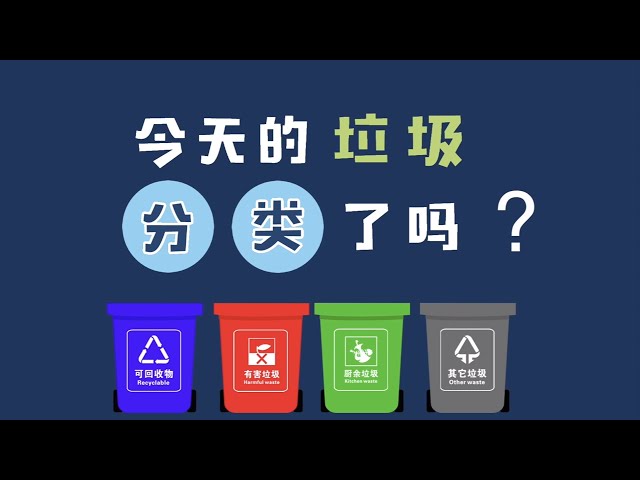 今天的垃圾
分类了吗？
可回收物
Recyclable
有害垃圾
Harmful waste
厨余垃圾
Kitchen waste
其它垃圾
Other waste